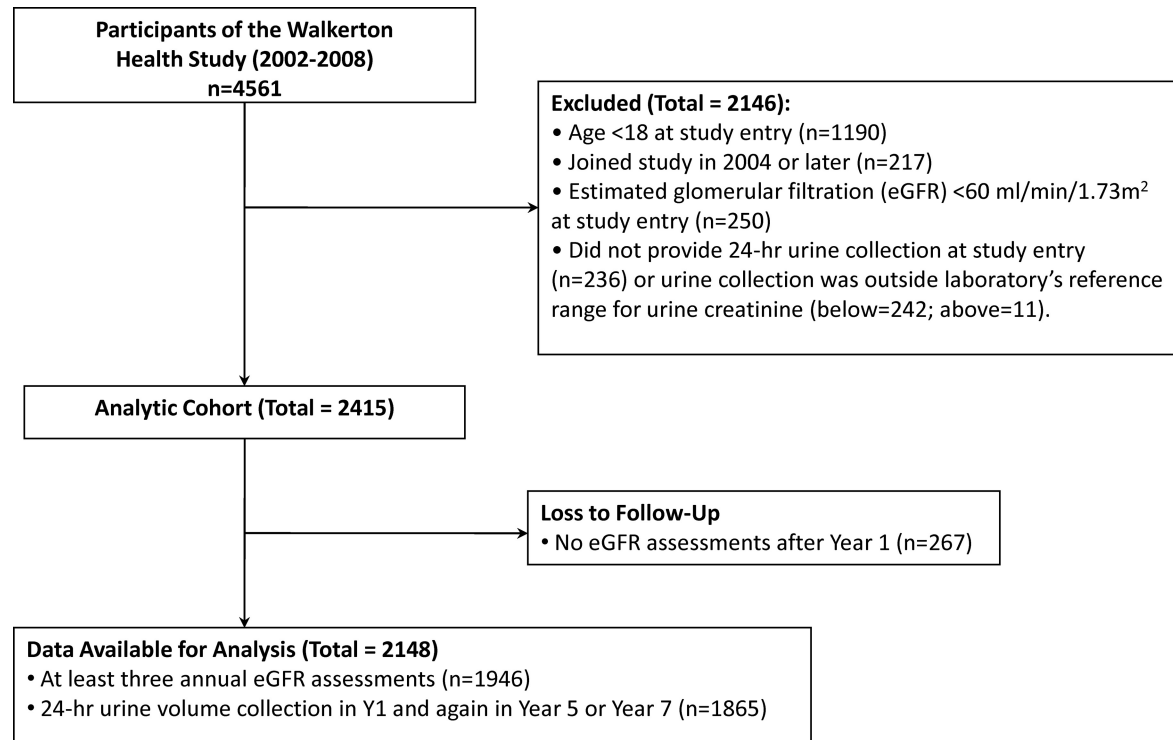 Participants of the Walkerton
Health Study (2002-2008)
n=4561
Excluded (Total = 2146):
• Age <18 at study entry (n=1190)
• Joined study in 2004 or later (n=217)
• Estimated glomerular filtration (eGFR) <60 ml/min/1.73m²
at study entry (n=250)
• Did not provide 24-hr urine collection at study entry
(n=236) or urine collection was outside laboratory’s reference
range for urine creatinine (below=242; above=11).
Analytic Cohort (Total = 2415)
Loss to Follow-Up
• No eGFR assessments after Year 1 (n=267)
Data Available for Analysis (Total = 2148)
• At least three annual eGFR assessments (n=1946)
• 24-hr urine volume collection in Y1 and again in Year 5 or Year 7 (n=1865)